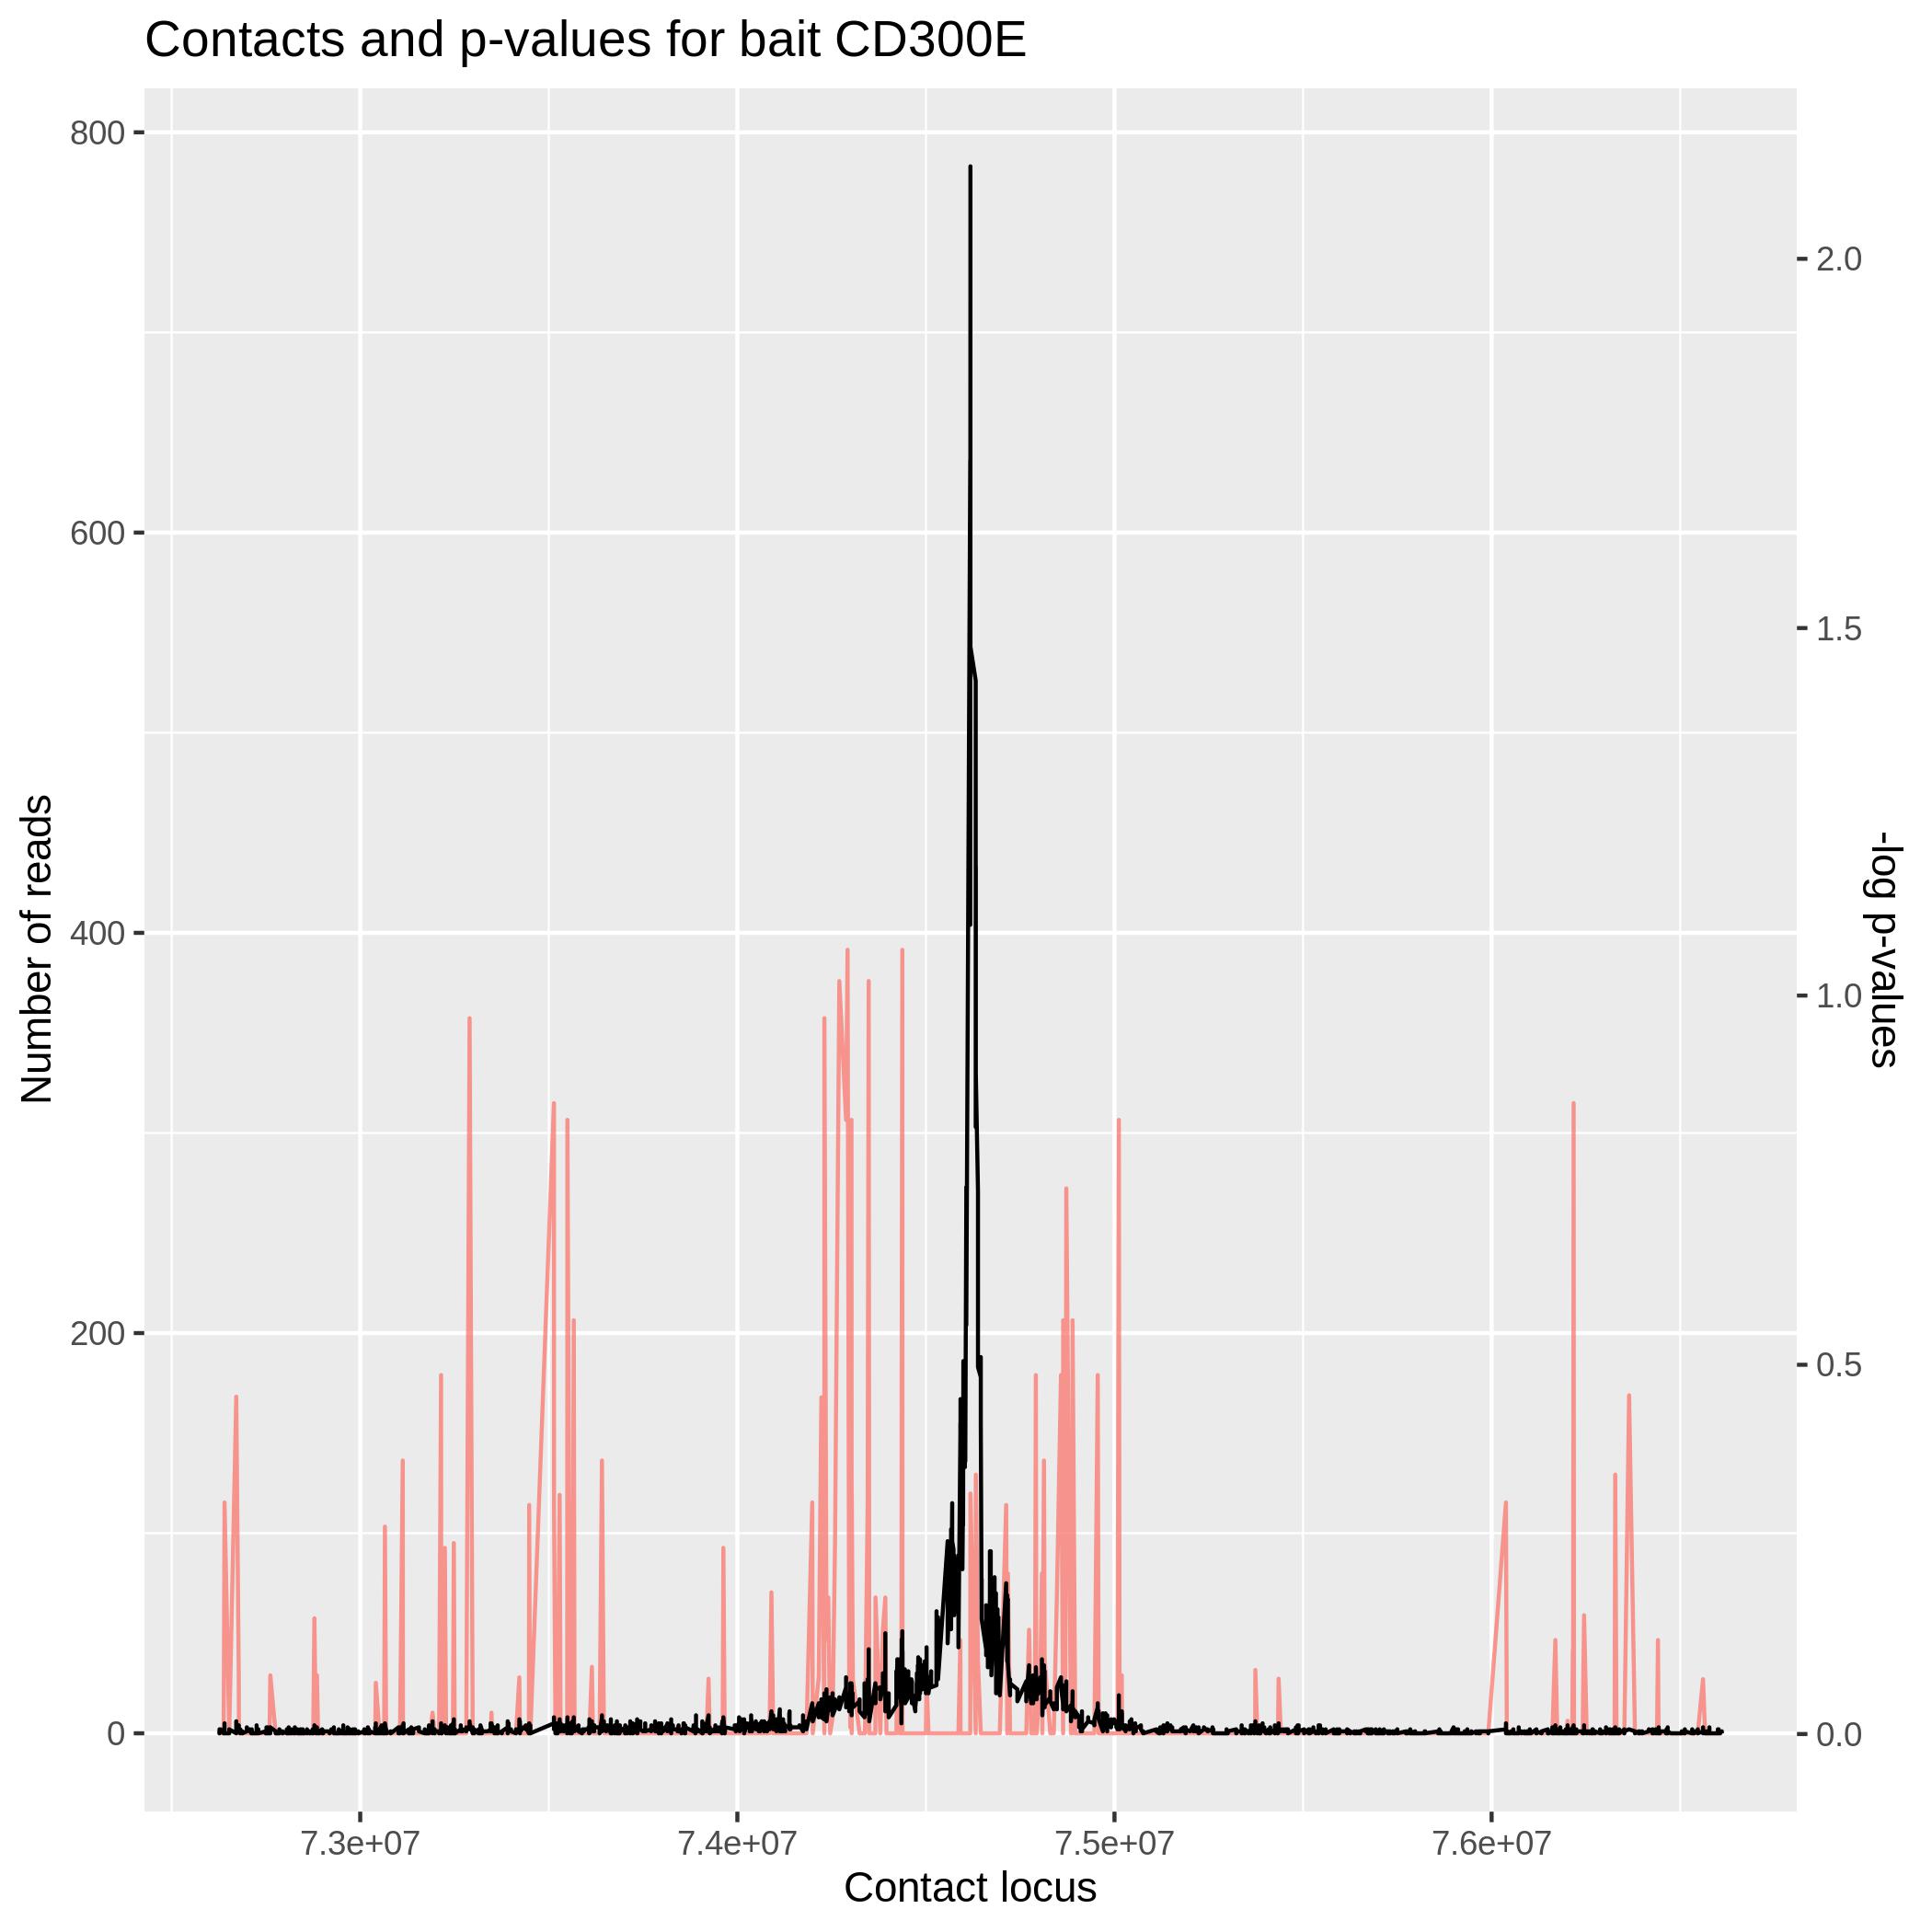 Contacts and p-values for bait CD300E
800
600
400
200
0
Number of reads
2.0
1.5
1.0
0.5
0.0
-log p-values
7.3e+07
7.4e+07
7.5e+07
7.6e+07
Contact locus